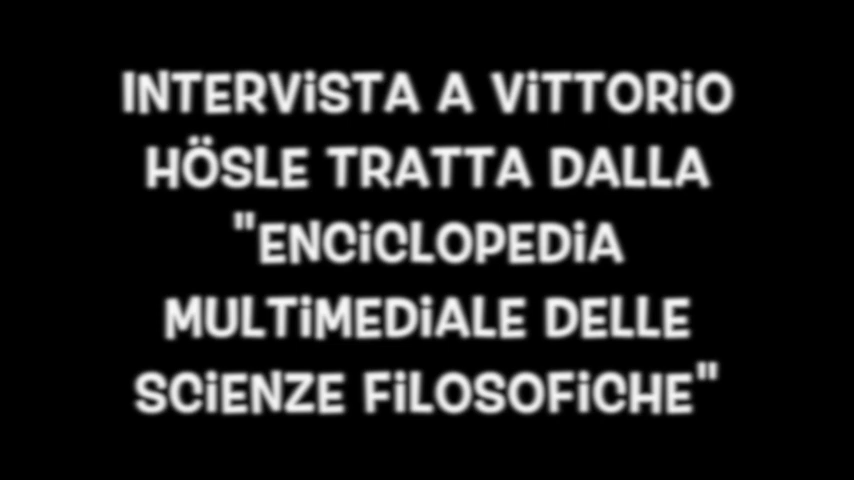 INTERViSTA A ViTTORiO
HÖSLE TRATTA DALLA
"ENCiCLOPEDiA
MULTiMEDiALE DELLE
SCiENZE FiLOSOFiCHE"